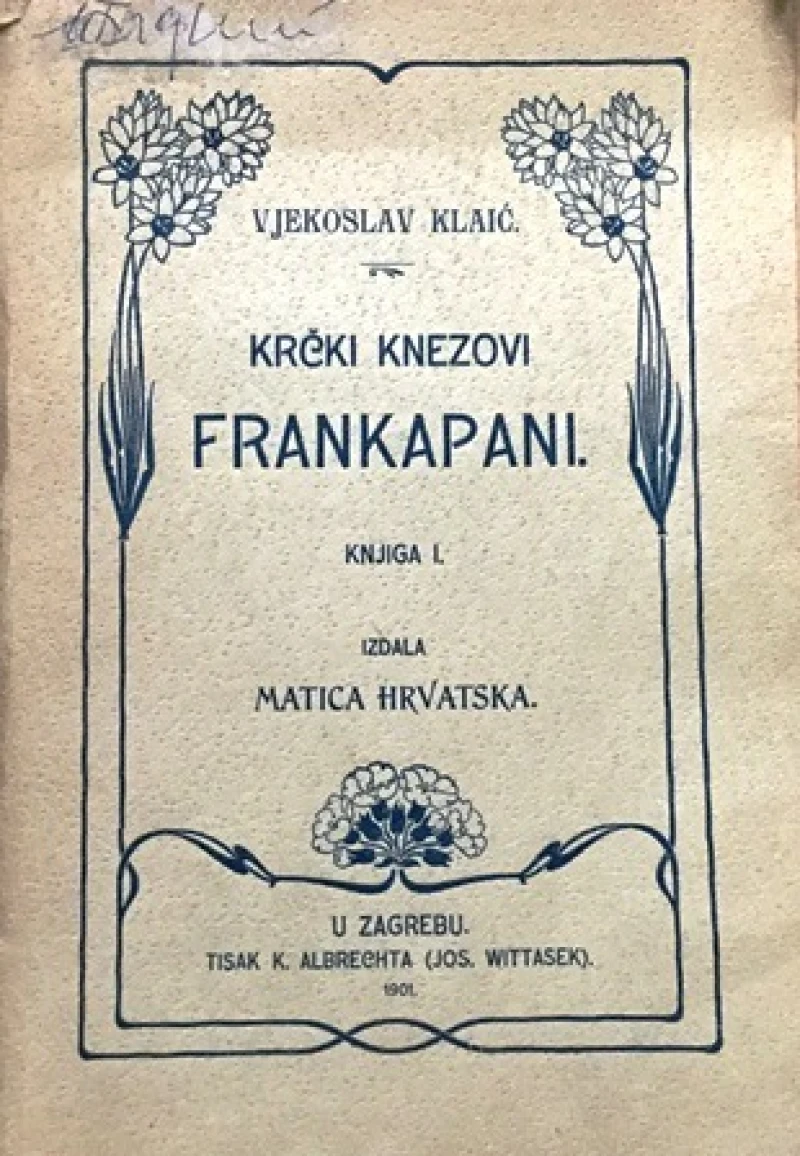 VJEKOSLAV KLAIĆ.
KRČKI KNEZOVI
FRANKAPANI.
KNJIGA I.
IZDALA
MATICA HRVATSKA.
U ZAGREBU.
TISAK K. ALBRECHTA (JOS. WITTASEK).
1901.